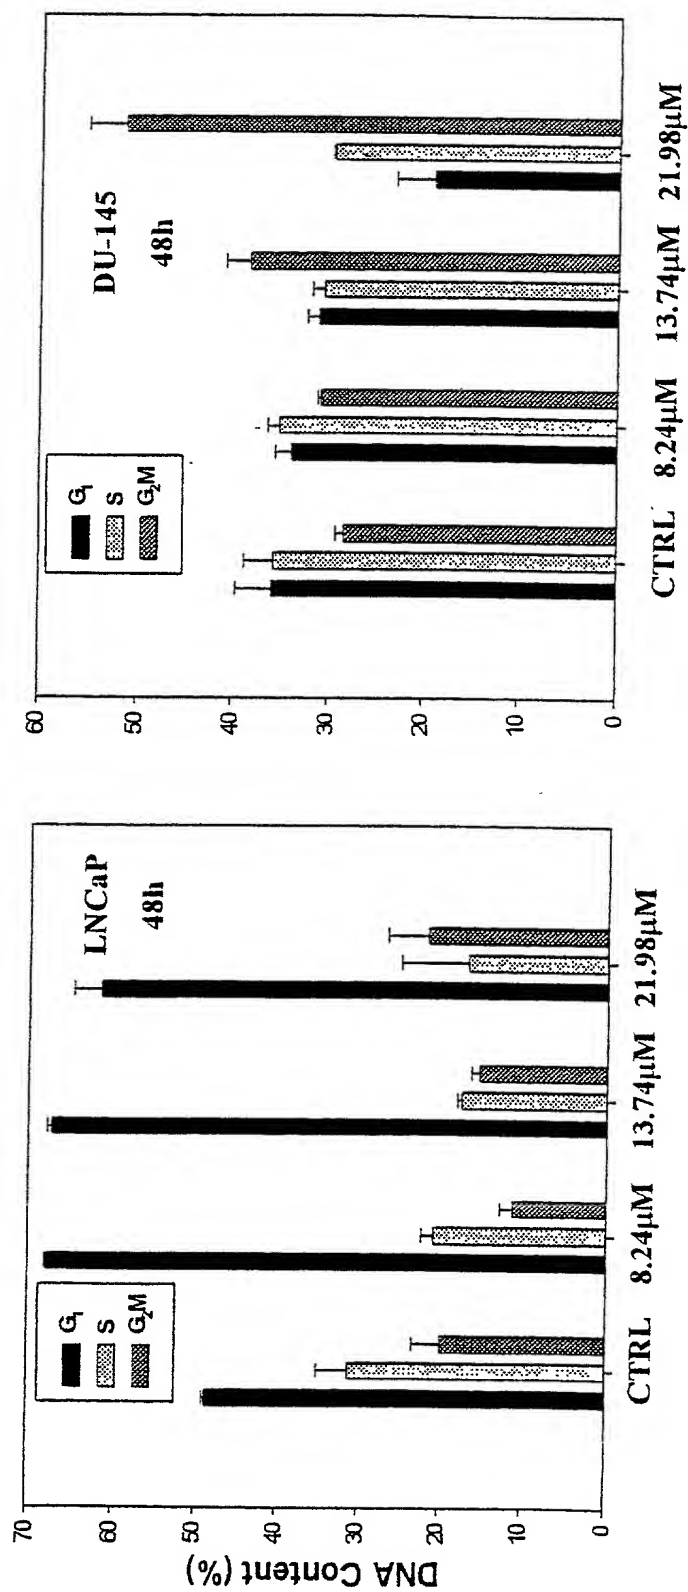 DNA Content (%)
70
60
50
40
30
20
10
0
G₁
S
G₂M
LNCaP
48h
CTRL 8.24µM 13.74µM 21.98µM
60
50
40
30
20
10
0
G₁
S
G₂M
DU-145
48h
CTRL 8.24µM 13.74µM 21.98µM